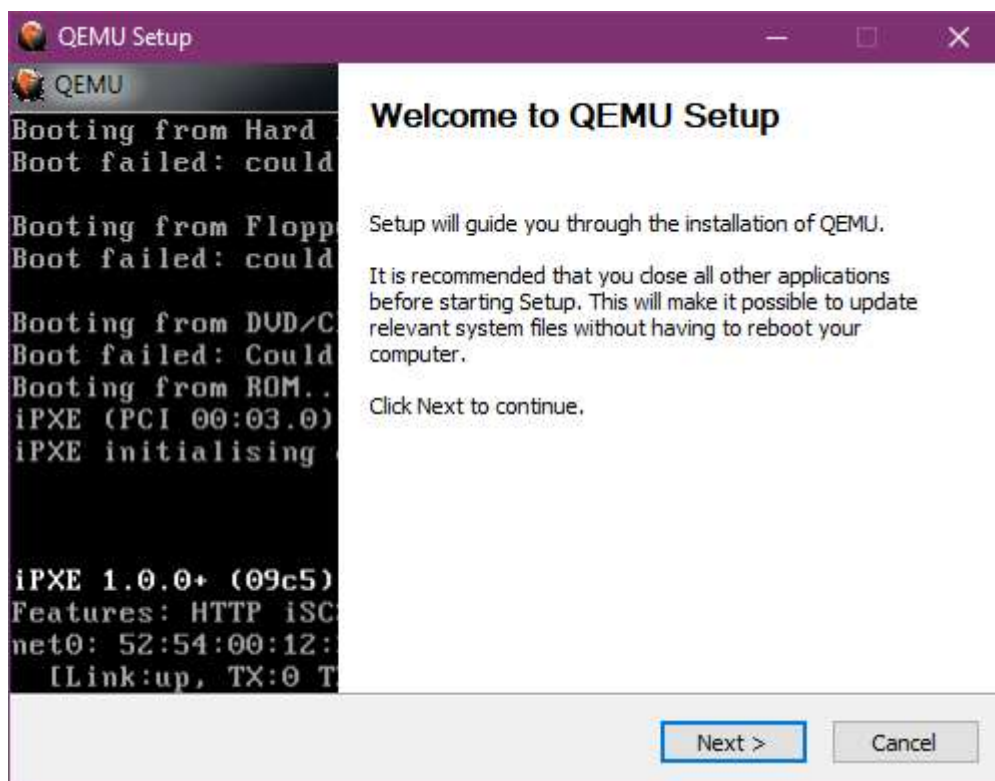 QEMU Setup
QEMU
Booting from Hard
Boot failed: could
Booting from Flopp
Boot failed: could
Booting from DVD/C
Boot failed: Could
Booting from ROM..
iPXE (PCI 00:03.0)
iPXE initialising
iPXE 1.0.0+ (09c5)
Features: HTTP iSC
net0: 52:54:00:12:
[Link:up, TX:0 T
Welcome to QEMU Setup
Setup will guide you through the installation of QEMU.
It is recommended that you close all other applications
before starting Setup. This will make it possible to update
relevant system files without having to reboot your
computer.
Click Next to continue.
Next >
Cancel